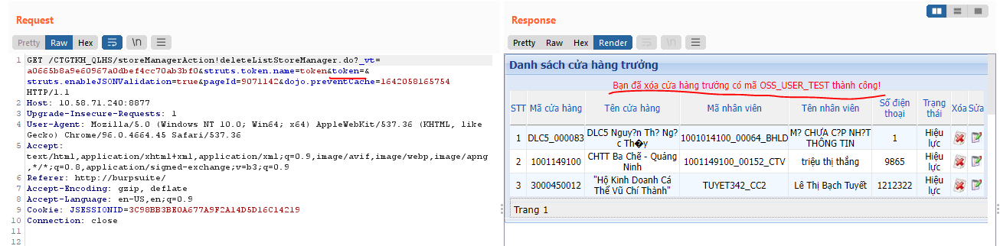 Request
Response
Pretty Raw Hex \n
Pretty Raw Hex Render \n
1 GET /CTGTKH_QLHS/storeManagerAction!deleteListStoreManager.do?_vt=
a0665b8a9e60967a0dbef4cc70ab3bf0&struts.token.name=token&token=&
struts.enableJSONValidation=true&pageId=9071142&dojo.preventCache=1642058165754
HTTP/1.1
2 Host: 10.58.71.240:8877
3 Upgrade-Insecure-Requests: 1
4 User-Agent: Mozilla/5.0 (Windows NT 10.0; Win64; x64) AppleWebKit/537.36 (KHTML, like
Gecko) Chrome/96.0.4664.45 Safari/537.36
5 Accept:
text/html,application/xhtml+xml,application/xml;q=0.9,image/avif,image/webp,image/apng
,*/*;q=0.8,application/signed-exchange;v=b3;q=0.9
6 Referer: http://burpsuite/
7 Accept-Encoding: gzip, deflate
8 Accept-Language: en-US,en;q=0.9
9 Cookie: JSESSIONID=3C98BB3BE0A677A9F2A14D5D16C14219
10 Connection: close
11
12
Danh sách cửa hàng trưởng
Bạn đã xóa cửa hàng trưởng có mã OSS_USER_TEST thành công!
STT Mã cửa hàng Tên cửa hàng Mã nhân viên Tên nhân viên Số điện thoại Trạng thái Xóa Sửa
1 DLC5_000083 DLC5 Nguy?n Th? Ng?c Th�y 1001014100_00064_BHLD M? CHƯA C?P NH?T THÔNG TIN 1 Hiệu lực
2 1001149100 CHTT Ba Chẽ - Quảng Ninh 1001149100_00152_CTV triệu thị thắng 9865 Hiệu lực
3 3000450012 "Hộ Kinh Doanh Cá Thể Vũ Chí Thành" TUYET342_CC2 Lê Thị Bạch Tuyết 1212322 Hiệu lực
Trang 1